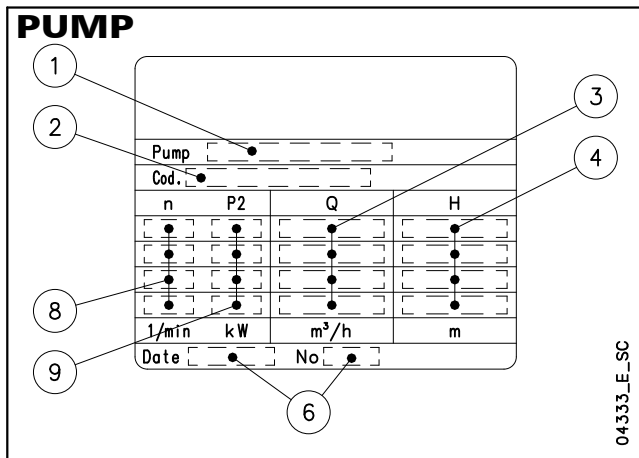 PUMP
1
2
3
4
Pump
Cod.
n P2 Q H
8
1/min kW m³/h m
9
Date No
6
04333_E_SC